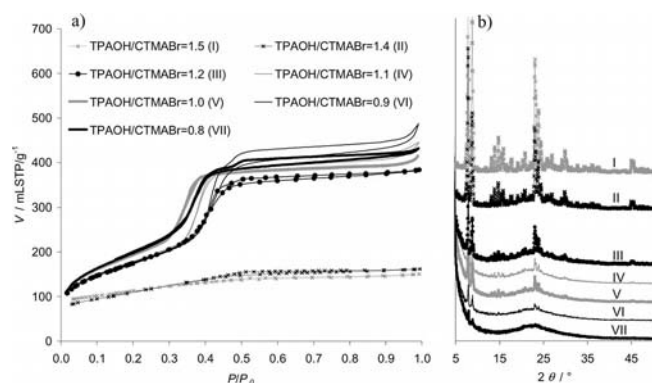 a)
b)
TPAOH/CTMABr=1.5 (I)
TPAOH/CTMABr=1.4 (II)
TPAOH/CTMABr=1.2 (III)
TPAOH/CTMABr=1.1 (IV)
TPAOH/CTMABr=1.0 (V)
TPAOH/CTMABr=0.9 (VI)
TPAOH/CTMABr=0.8 (VII)
V / mLSTP/g⁻¹
700
600
500
400
300
200
100
0
0.0 0.1 0.2 0.3 0.4 0.5 0.6 0.7 0.8 0.9 1.0
P/P₀
I
II
III
IV
V
VI
VII
5 15 25 35 45
2 θ / °